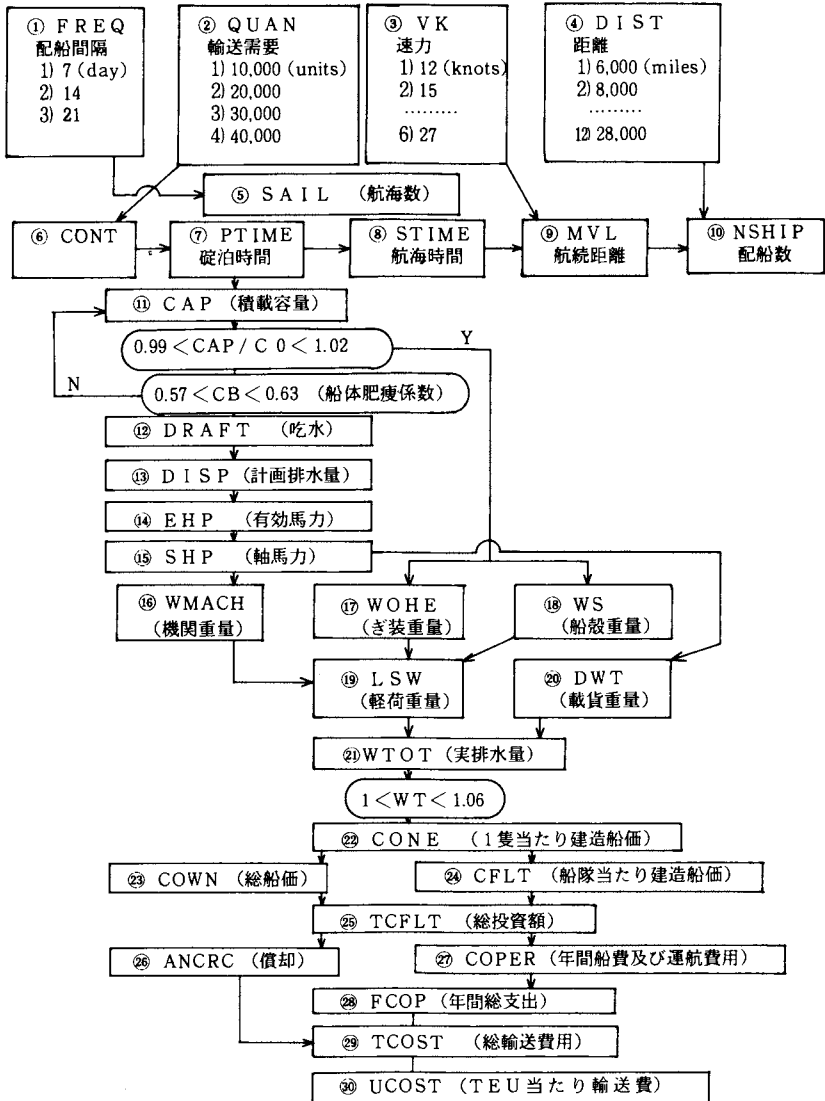 ① FREQ
配船間隔
1) 7 (day)
2) 14
3) 21
② QUAN
輸送需要
1) 10,000 (units)
2) 20,000
3) 30,000
4) 40,000
③ VK
速力
1) 12 (knots)
2) 15
………
6) 27
④ DIST
距離
1) 6,000 (miles)
2) 8,000
………
12) 28,000
⑤ SAIL (航海数)
⑥ CONT
⑦ PTIME
碇泊時間
⑧ STIME
航海時間
⑨ MVL
航続距離
⑩ NSHIP
配船数
⑪ CAP (積載容量)
0.99<CAP/C0<1.02
Y
N
0.57<CB<0.63 (船体肥瘦係数)
⑫ DRAFT (吃水)
⑬ DISP (計画排水量)
⑭ EHP (有効馬力)
⑮ SHP (軸馬力)
⑯ WMACH
(機関重量)
⑰ WOHE
(ぎ装重量)
⑱ WS
(船殻重量)
⑲ LSW
(軽荷重量)
⑳ DWT
(載貨重量)
㉑ WTOT (実排水量)
1<WT<1.06
㉒ CONE (1隻当たり建造船価)
㉓ COWN (総船価)
㉔ CFLT (船隊当たり建造船価)
㉕ TCFLT (総投資額)
㉖ ANCRC (償却)
㉗ COPER (年間船費及び運航費用)
㉘ FCOP (年間総支出)
㉙ TCOST (総輸送費用)
㉚ UCOST (TEU当たり輸送費)